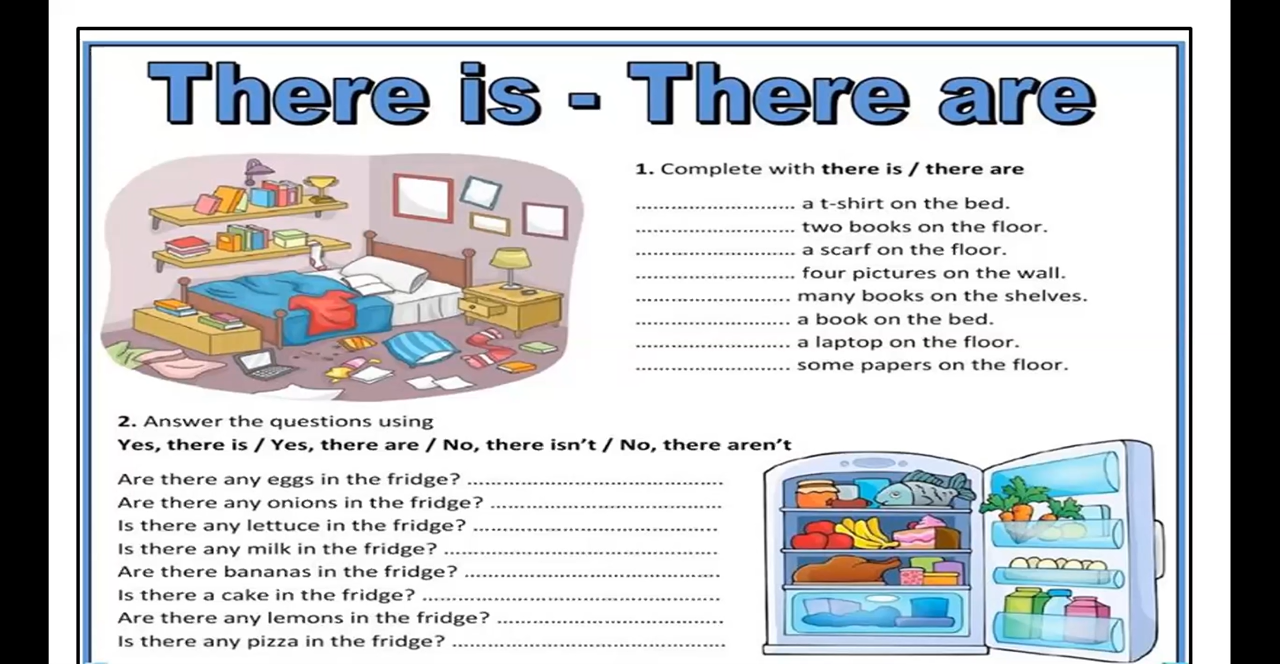 There is - There are
1. Complete with there is / there are
........................... a t-shirt on the bed.
........................... two books on the floor.
........................... a scarf on the floor.
........................... four pictures on the wall.
.......................... many books on the shelves.
.......................... a book on the bed.
.......................... a laptop on the floor.
.......................... some papers on the floor.
2. Answer the questions using
Yes, there is / Yes, there are / No, there isn't / No, there aren't
Are there any eggs in the fridge? ...........................................
Are there any onions in the fridge? .......................................
Is there any lettuce in the fridge? .........................................
Is there any milk in the fridge? ..............................................
Are there bananas in the fridge? ...........................................
Is there a cake in the fridge? ..................................................
Are there any lemons in the fridge? ......................................
Is there any pizza in the fridge? ..............................................